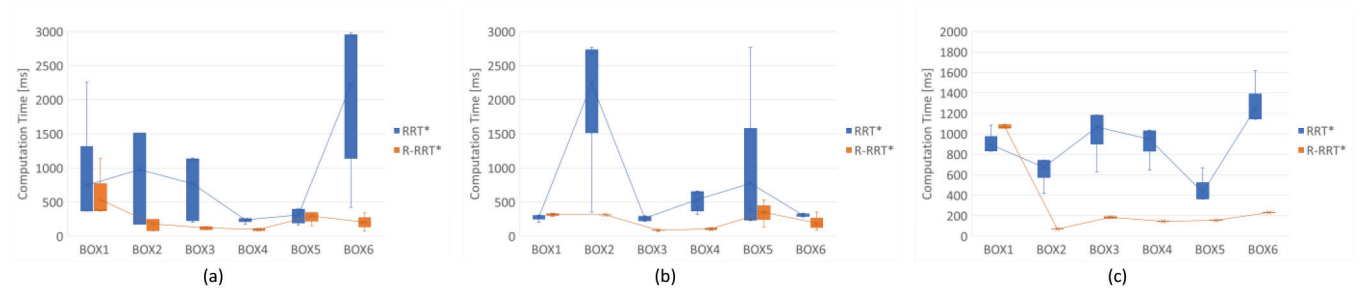 Computation Time [ms]
3000
2500
2000
1500
1000
500
0
BOX1 BOX2 BOX3 BOX4 BOX5 BOX6
RRT*
R-RRT*
(a)
Computation Time [ms]
3000
2500
2000
1500
1000
500
0
BOX1 BOX2 BOX3 BOX4 BOX5 BOX6
RRT*
R-RRT*
(b)
Computation Time [ms]
2000
1800
1600
1400
1200
1000
800
600
400
200
0
BOX1 BOX2 BOX3 BOX4 BOX5 BOX6
RRT*
R-RRT*
(c)